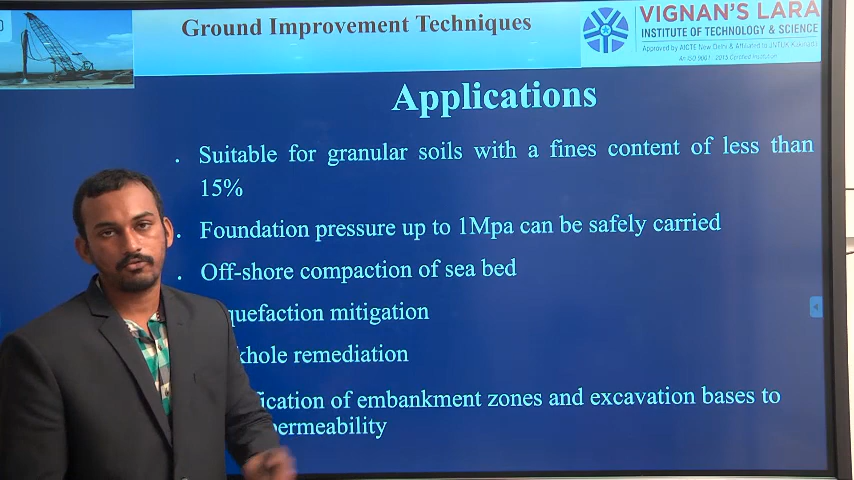 Ground Improvement Techniques
VIGNAN'S LARA
INSTITUTE OF TECHNOLOGY & SCIENCE
Approved by AICTE New Delhi & Affiliated to JNTUK Kakinada
An ISO 9001 : 2015 Certified Institution
Applications
. Suitable for granular soils with a fines content of less than
15%
. Foundation pressure up to 1Mpa can be safely carried
. Off-shore compaction of sea bed
quefaction mitigation
khole remediation
fication of embankment zones and excavation bases to
permeability